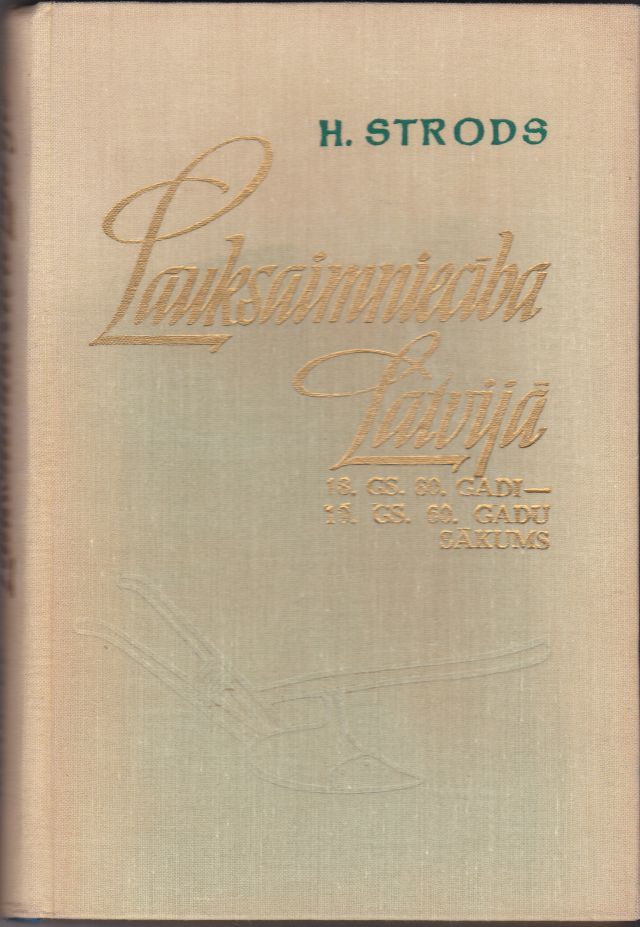 H. STRODS
Lauksaimniecība
Latvijā
18. GS. 80. GADI—
19. GS. 60. GADU
SĀKUMS